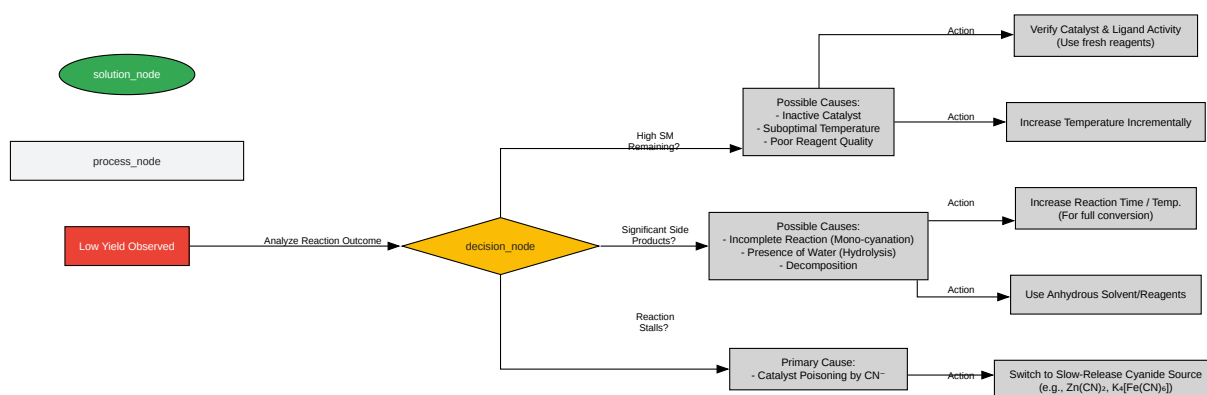 solution_node
process_node
Low Yield Observed
Analyze Reaction Outcome
decision_node
High SM
Remaining?
Possible Causes:
- Inactive Catalyst
- Suboptimal Temperature
- Poor Reagent Quality
Action
Verify Catalyst & Ligand Activity
(Use fresh reagents)
Action
Increase Temperature Incrementally
Significant Side
Products?
Possible Causes:
- Incomplete Reaction (Mono-cyanation)
- Presence of Water (Hydrolysis)
- Decomposition
Action
Increase Reaction Time / Temp.
(For full conversion)
Action
Use Anhydrous Solvent/Reagents
Reaction
Stalls?
Primary Cause:
- Catalyst Poisoning by CN⁻
Action
Switch to Slow-Release Cyanide Source
(e.g., Zn(CN)₂, K₄[Fe(CN)₆])